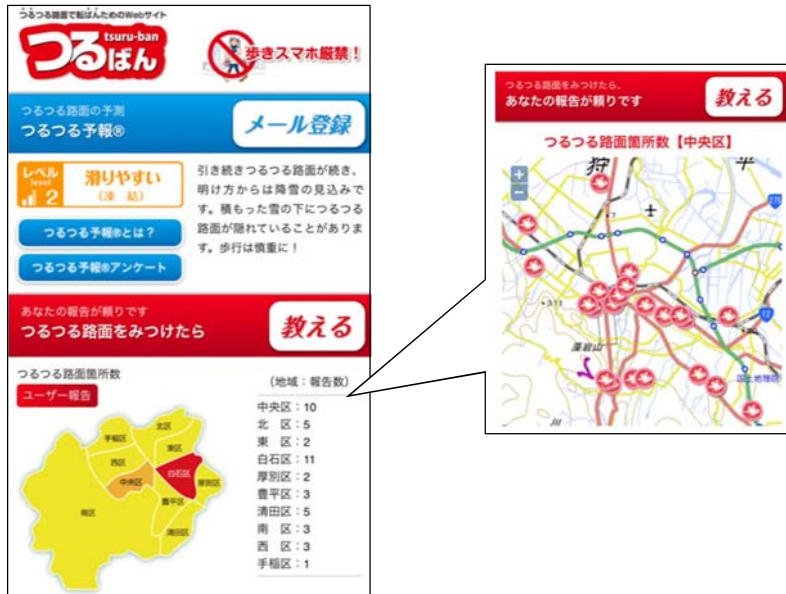 つるつる路面で転ばんためのWebサイト
つるばん
tsuru-ban
歩きスマホ厳禁！
つるつる路面の予測
つるつる予報®
メール登録
レベル
level
2
滑りやすい
（凍 結）
つるつる予報®とは？
つるつる予報®アンケート
引き続きつるつる路面が続き、
明け方からは降雪の見込みで
す。積もった雪の下につるつる
路面が隠れていることがありま
す。歩行は慎重に！
あなたの報告が頼りです
つるつる路面をみつけたら
教える
つるつる路面箇所数
ユーザー報告
北区
手稲区
東区
西区
白石区
中央区
厚別区
豊平区
南区
清田区
（地域：報告数）
中央区：10
北 区：5
東 区：2
白石区：11
厚別区：2
豊平区：3
清田区：5
南 区：3
西 区：3
手稲区：1
つるつる路面をみつけたら、
あなたの報告が頼りです
教える
つるつる路面箇所数【中央区】
+
−
狩
平
275
7
•311
12
藻岩山
国土地理院
川